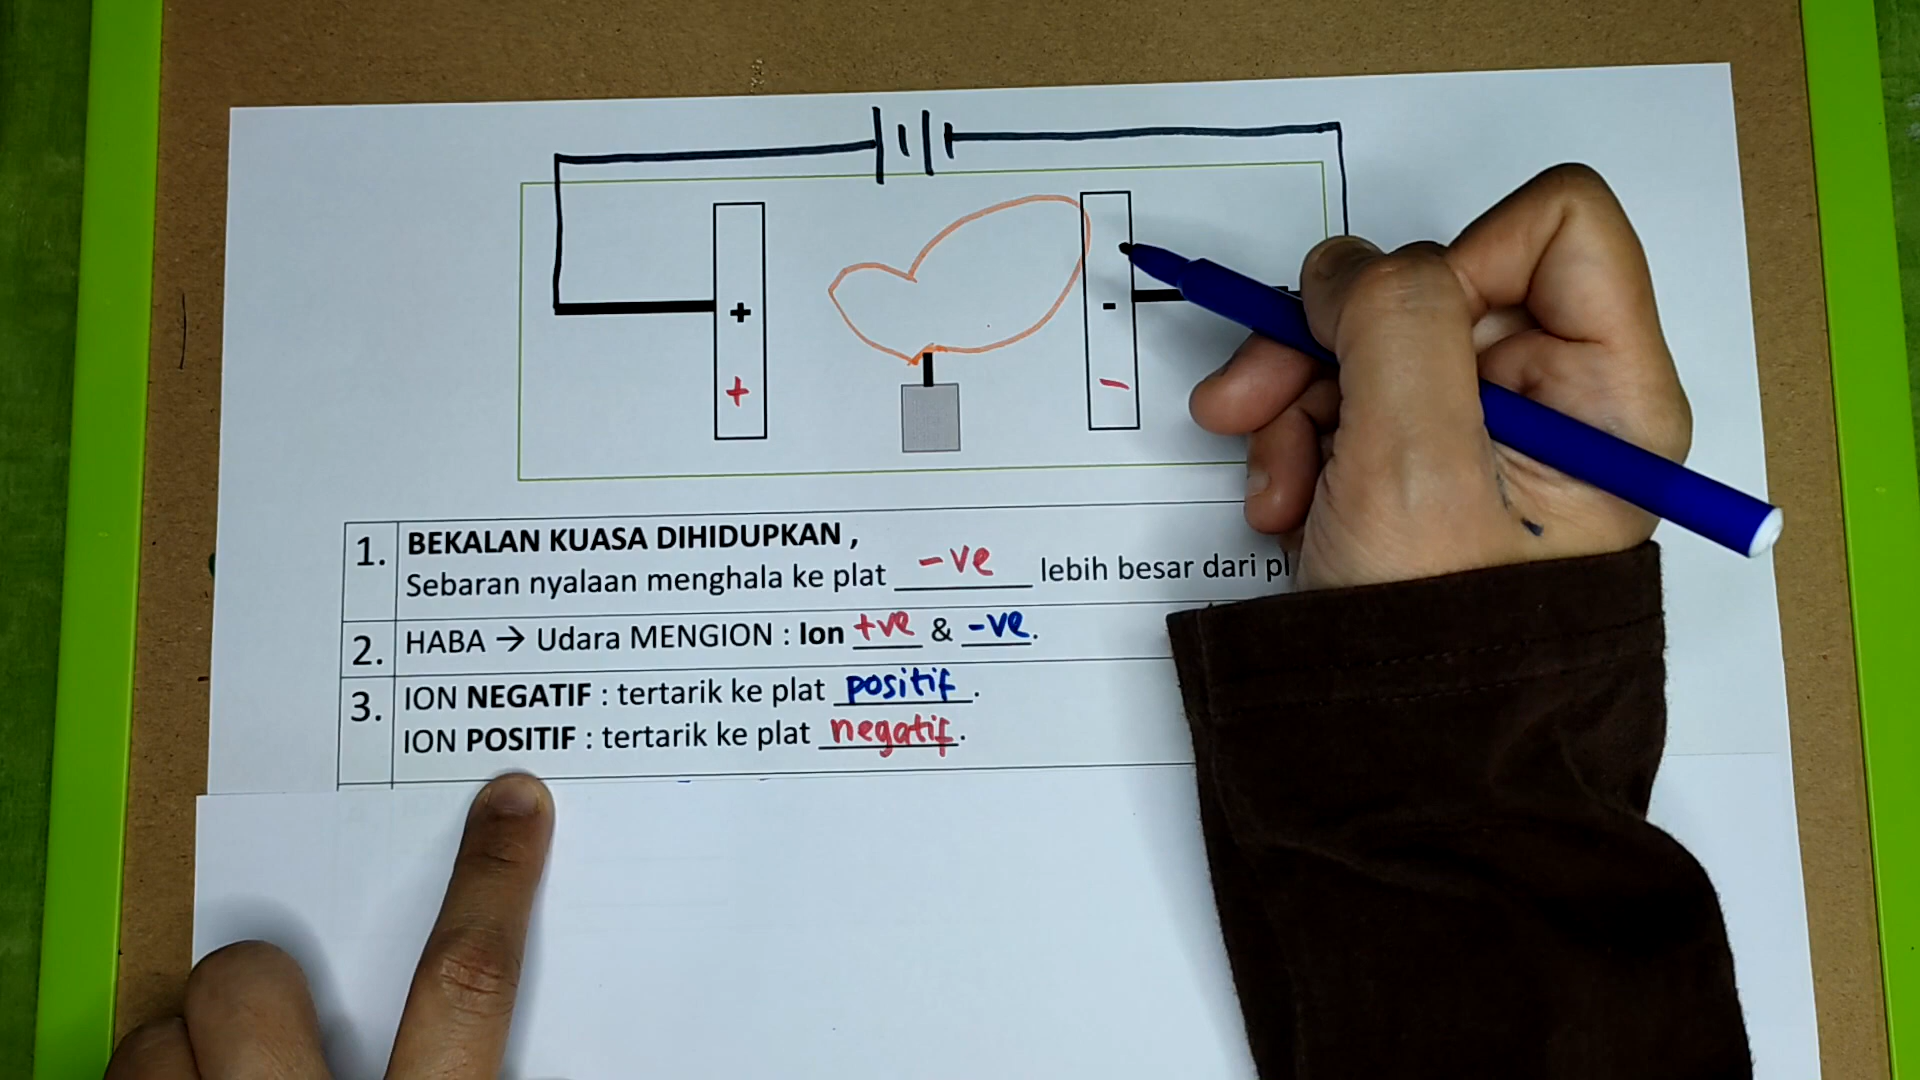 + -
+ -
1. BEKALAN KUASA DIHIDUPKAN ,
Sebaran nyalaan menghala ke plat -ve lebih besar dari
2. HABA → Udara MENGION : Ion +ve & -ve.
3. ION NEGATIF : tertarik ke plat positif.
ION POSITIF : tertarik ke plat negatif.